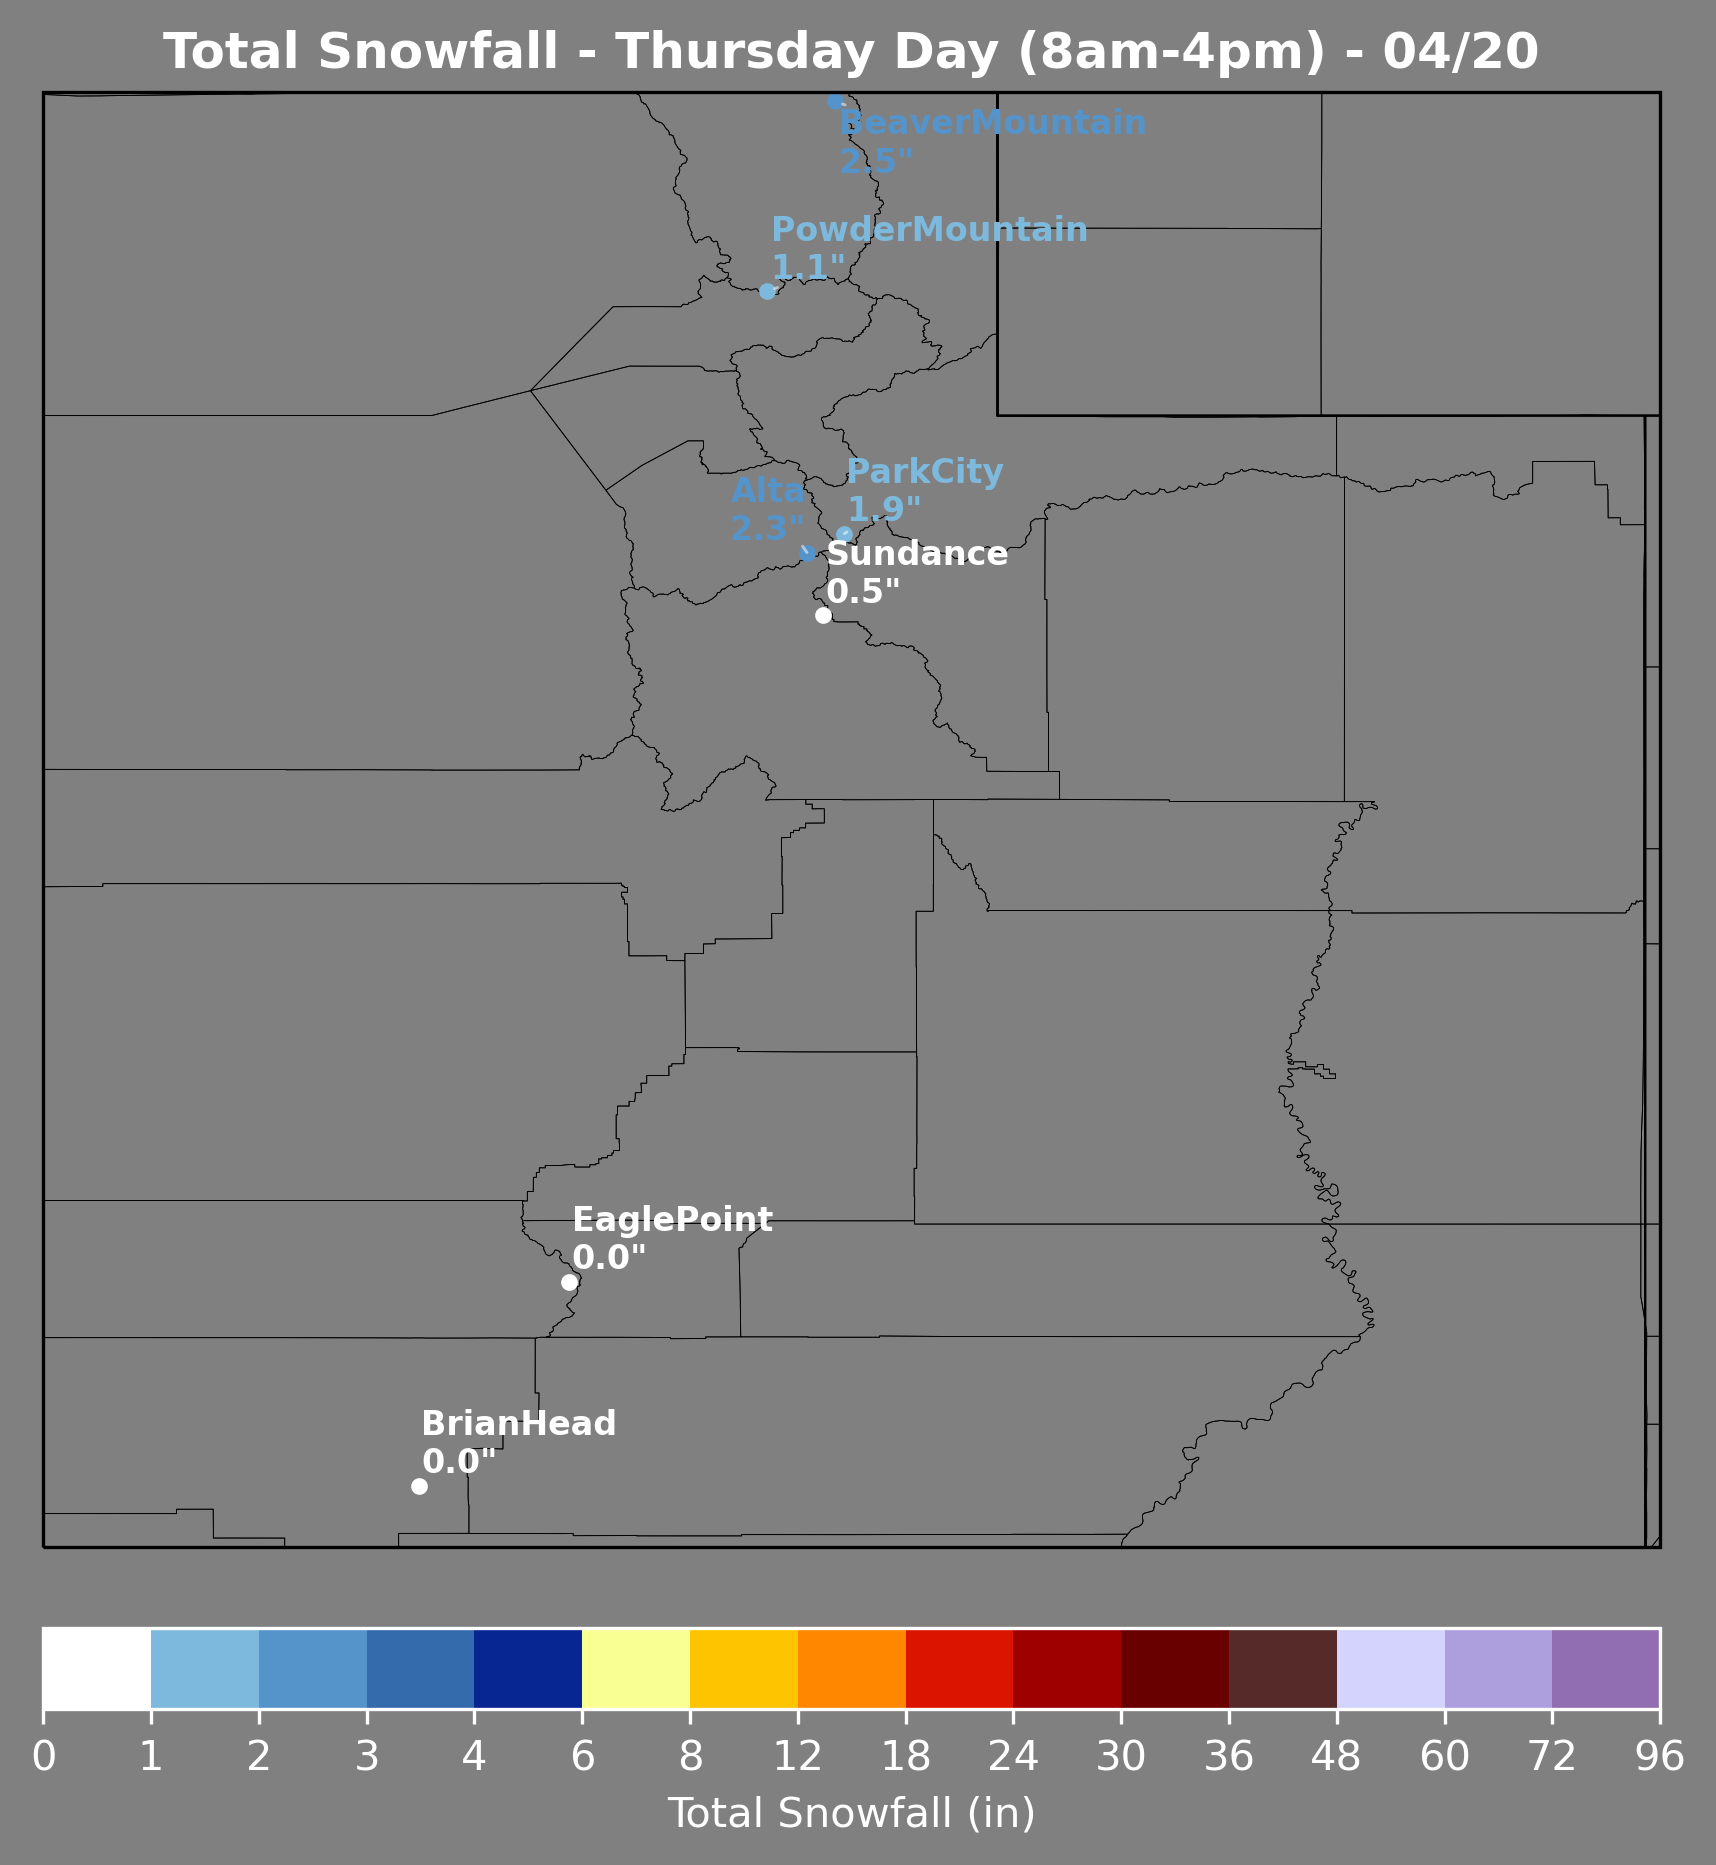 Total Snowfall - Thursday Day (8am-4pm) - 04/20
BeaverMountain
2.5"
PowderMountain
1.1"
ParkCity
1.9"
Alta
2.3"
Sundance
0.5"
EaglePoint
0.0"
BrianHead
0.0"
0 1 2 3 4 6 8 12 18 24 30 36 48 60 72 96
Total Snowfall (in)